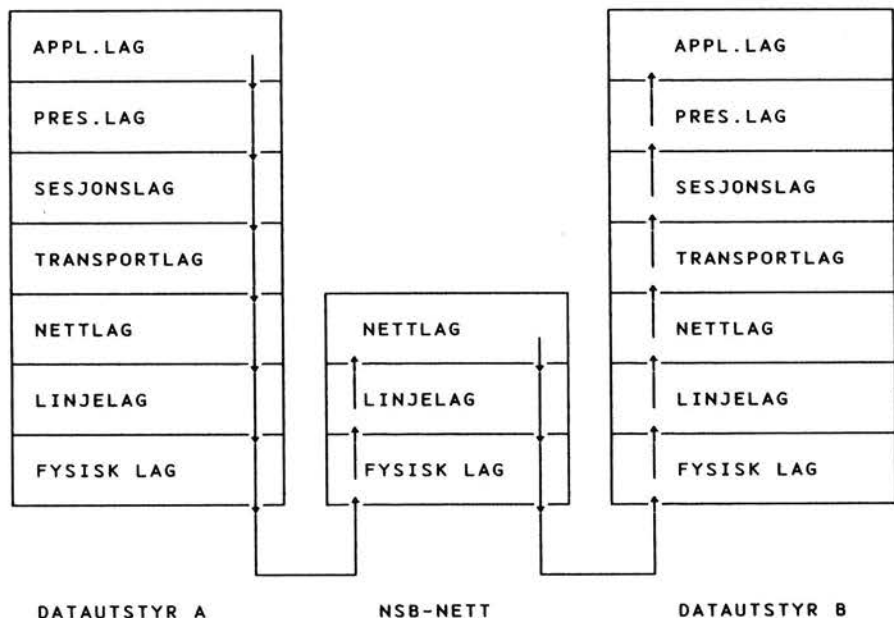 APPL.LAG
PRES.LAG
SESJONSLAG
TRANSPORTLAG
NETTLAG
LINJELAG
FYSISK LAG
DATAUTSTYR A
NETTLAG
LINJELAG
FYSISK LAG
NSB-NETT
APPL.LAG
PRES.LAG
SESJONSLAG
TRANSPORTLAG
NETTLAG
LINJELAG
FYSISK LAG
DATAUTSTYR B